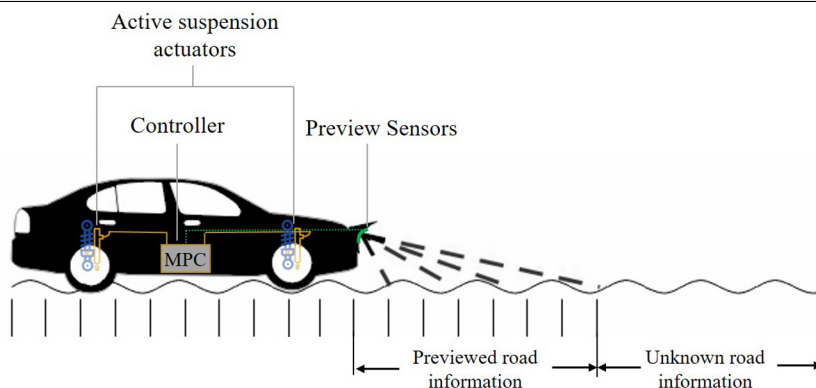 Active suspension
actuators
Controller
Preview Sensors
MPC
Previewed road
information
Unknown road
information